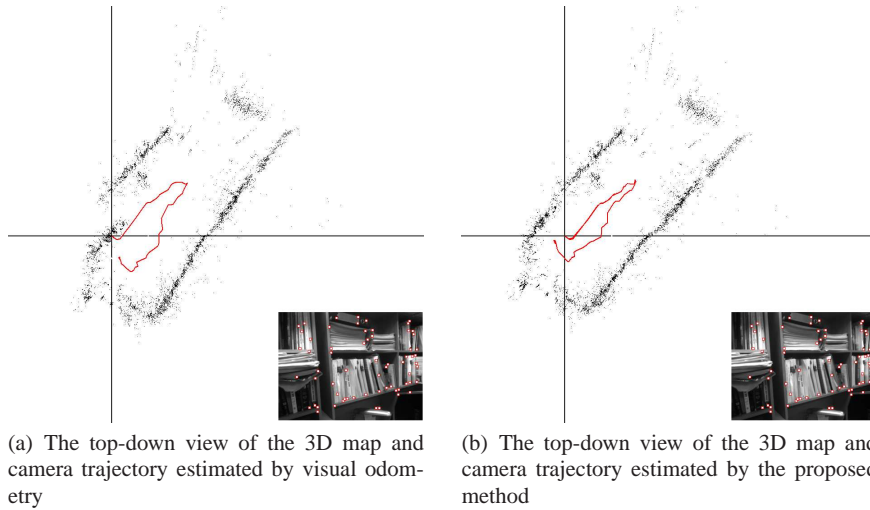 (a) The top-down view of the 3D map and
camera trajectory estimated by visual odom-
etry
(b) The top-down view of the 3D map and
camera trajectory estimated by the proposed
method